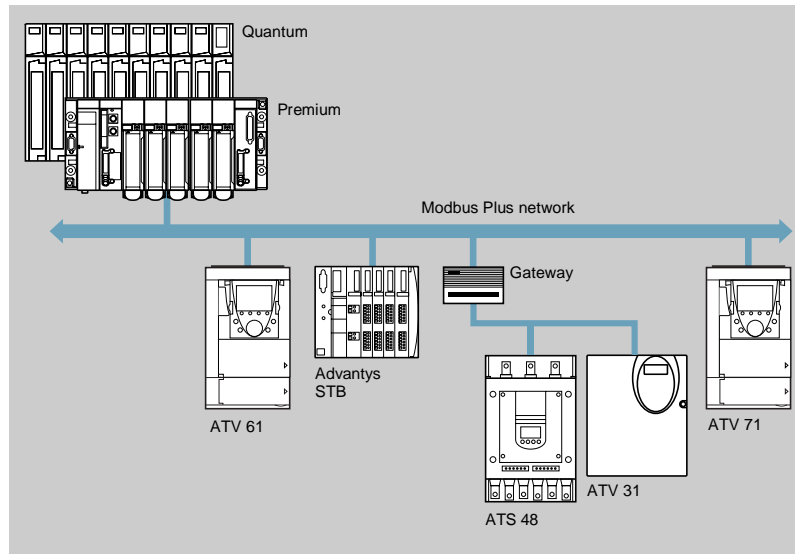 Quantum
Premium
Modbus Plus network
Gateway
Advantys
STB
ATV 61
ATV 71
ATS 48
ATV 31